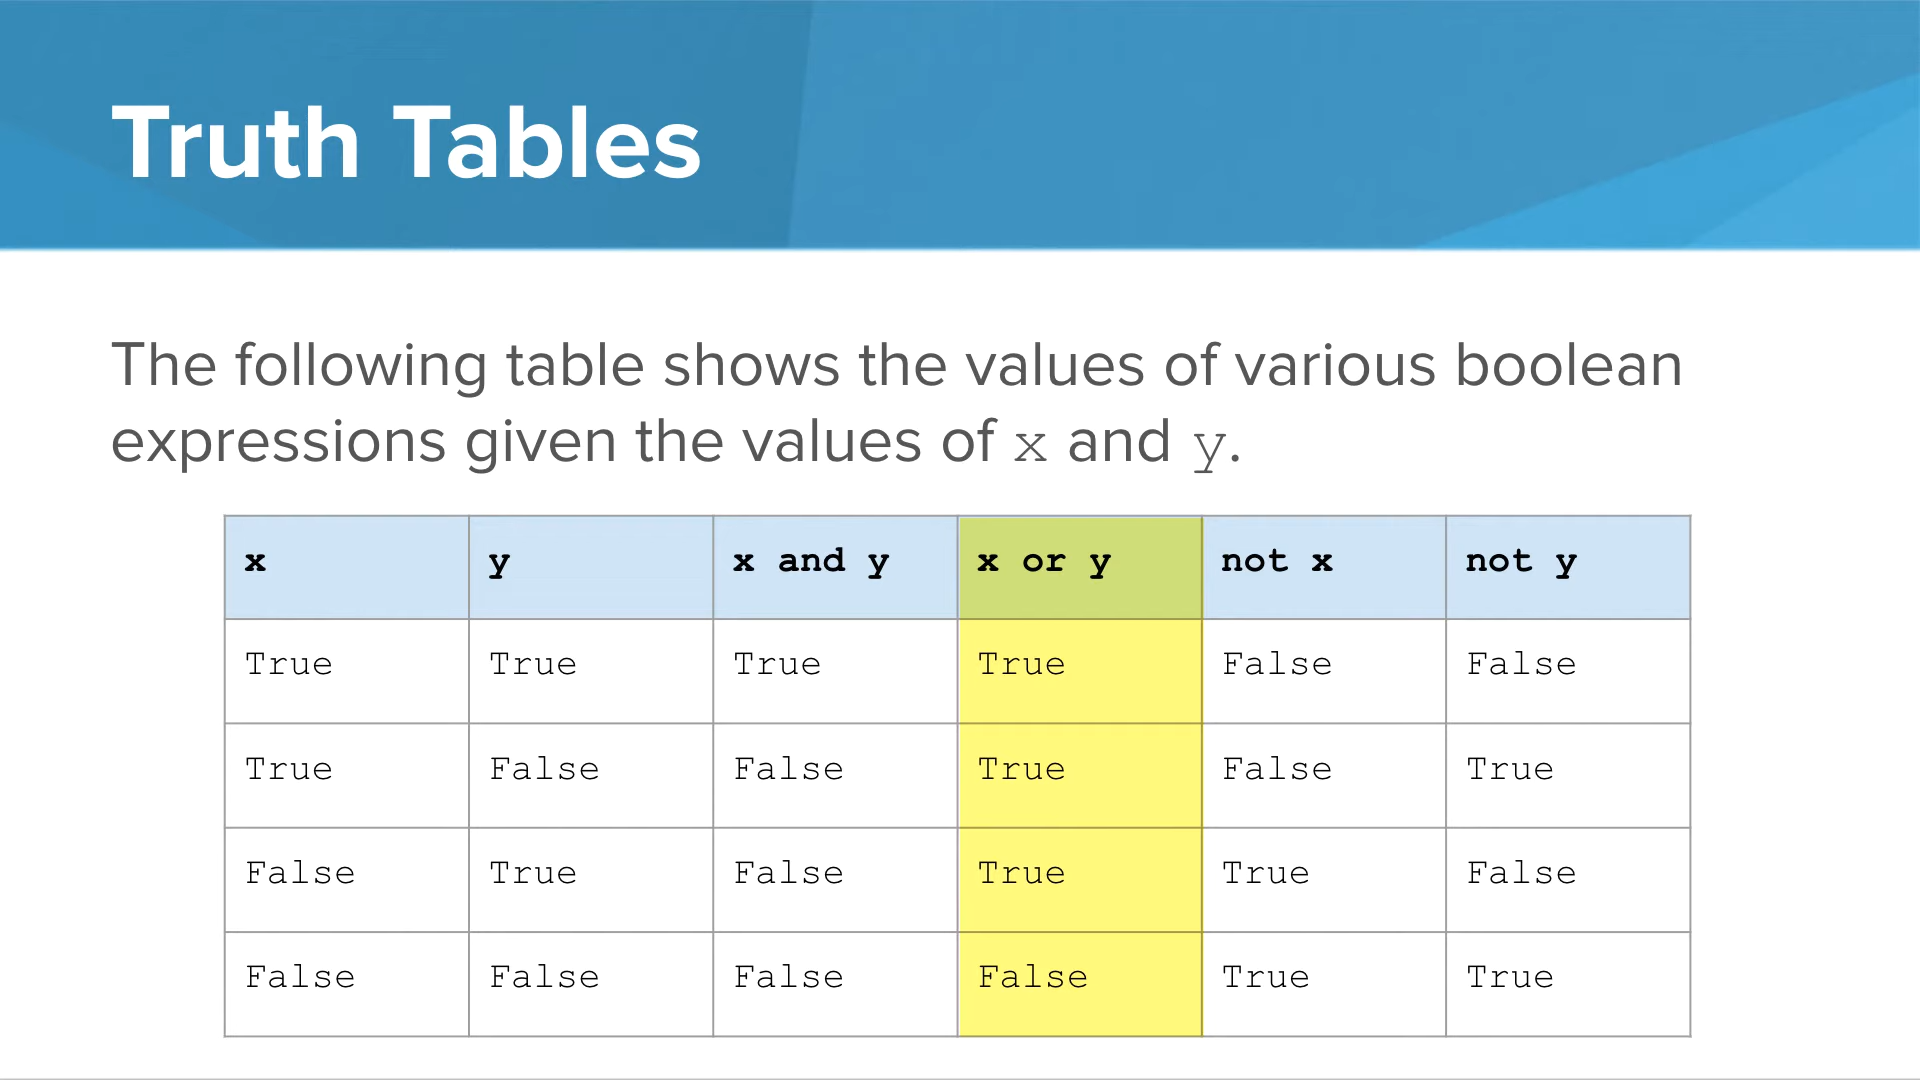 Truth Tables
The following table shows the values of various boolean
expressions given the values of x and y.
x y x and y x or y not x not y
True True True True False False
True False False True False True
False True False True True False
False False False False True True